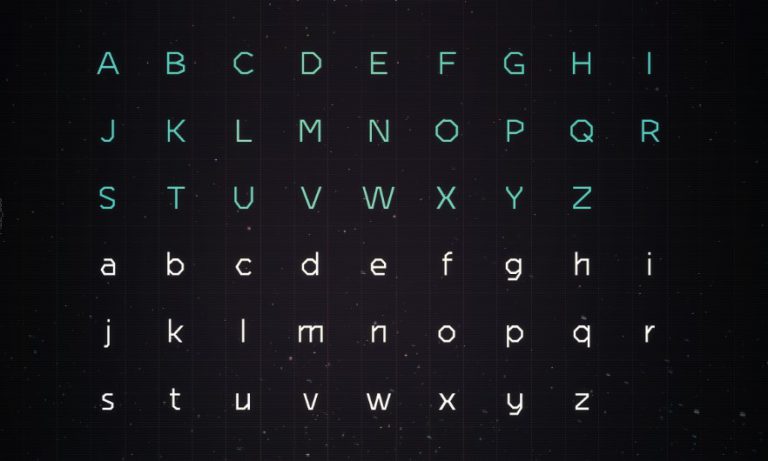 A B C D E F G H I
J K L M N O P Q R
S T U V W X Y Z
a b c d e f g h i
j k l m n o p q r
s t u v w x y z